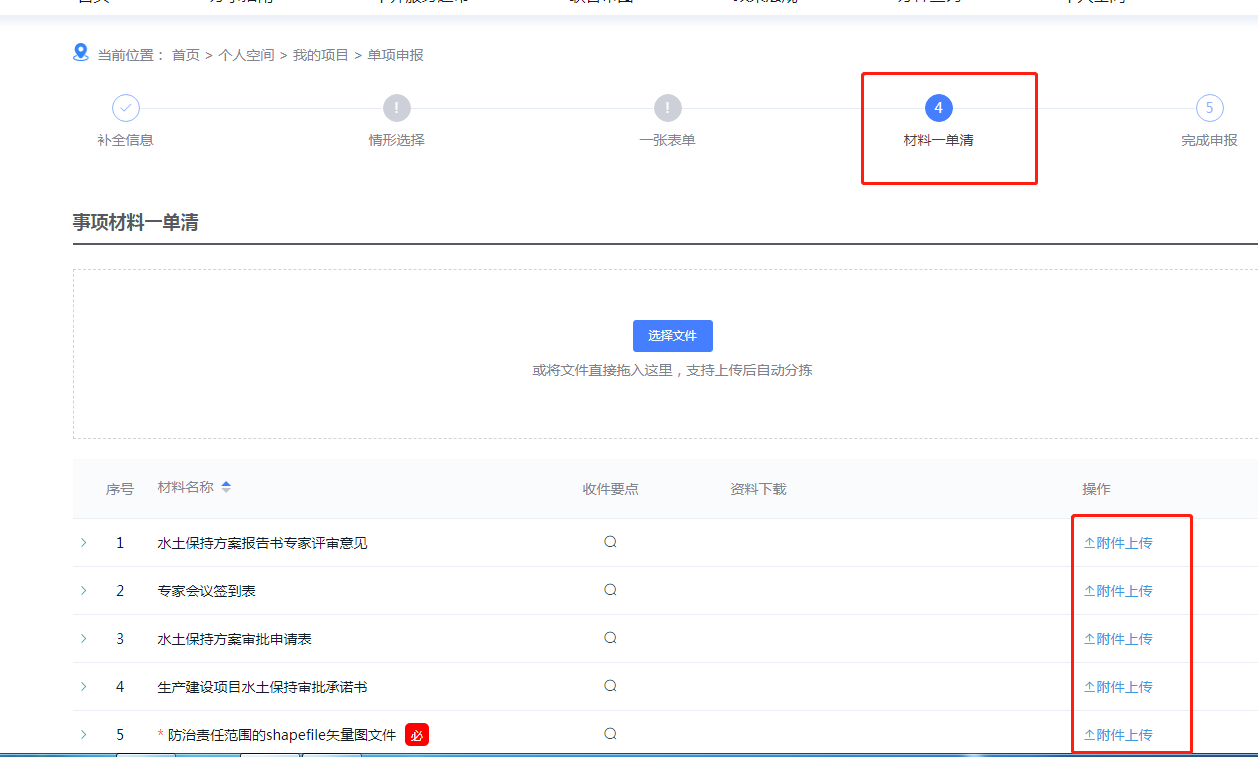 当前位置： 首页 > 个人空间 > 我的项目 > 单项申报
! ! 4 5
补全信息 情形选择 一张表单 材料一单清 完成申报
事项材料一单清
选择文件
或将文件直接拖入这里，支持上传后自动分拣
序号 材料名称 收件要点 资料下载 操作
1 水土保持方案报告书专家评审意见 附件上传
2 专家会议签到表 附件上传
3 水土保持方案审批申请表 附件上传
4 生产建设项目水土保持审批承诺书 附件上传
5 * 防治责任范围的shapefile矢量图文件 必 附件上传